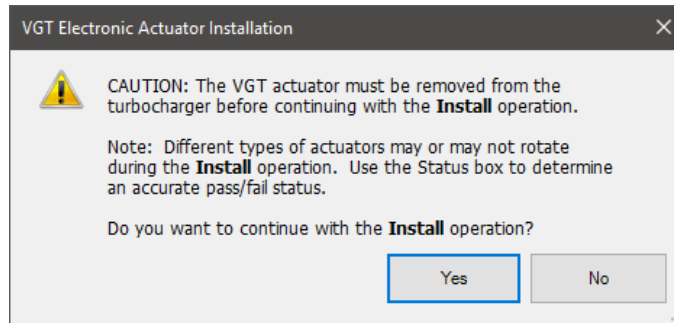 VGT Electronic Actuator Installation
CAUTION: The VGT actuator must be removed from the
turbocharger before continuing with the Install operation.
Note: Different types of actuators may or may not rotate
during the Install operation. Use the Status box to determine
an accurate pass/fail status.
Do you want to continue with the Install operation?
Yes
No